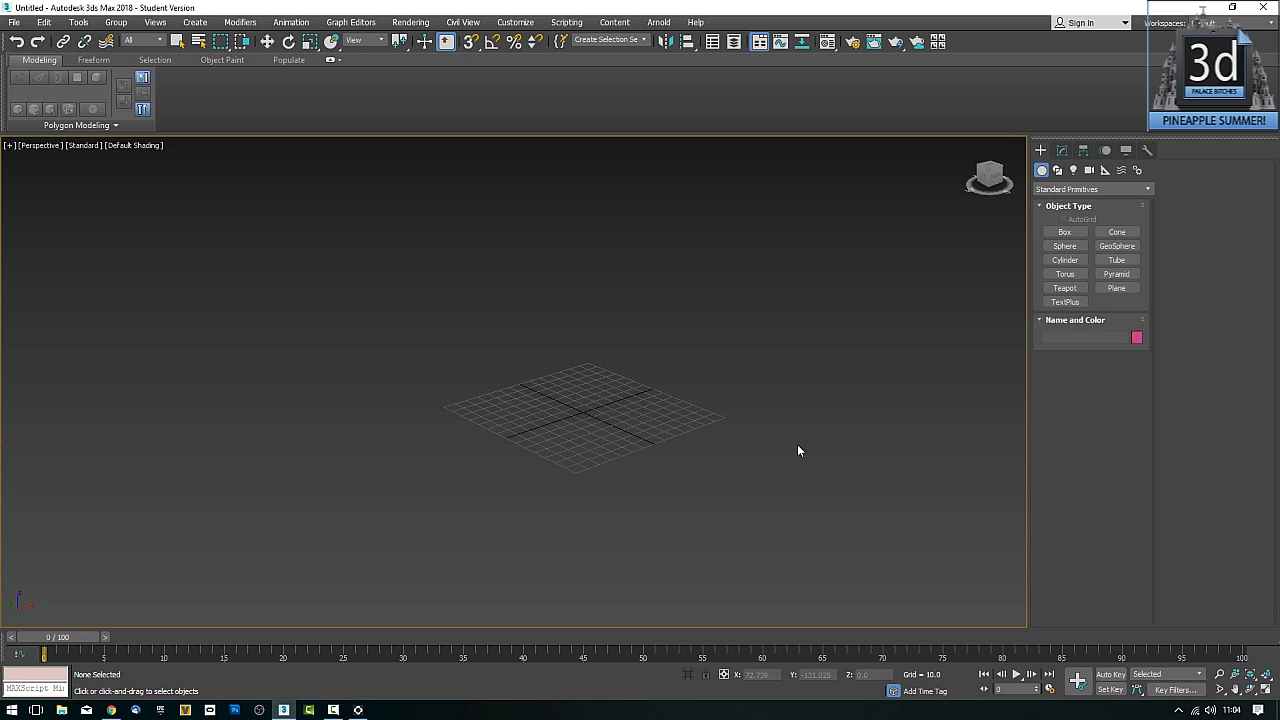 Untitled - Autodesk 3ds Max 2018 - Student Version
File Edit Tools Group Views Create Modifiers Animation Graph Editors Rendering Civil View Customize Scripting Content Arnold Help
Sign In Workspaces:
All View Create Selection Se
3d
PALACE BITCHES
PINEAPPLE SUMMER!
Modeling Freeform Selection Object Paint Populate
Polygon Modeling
[+] [Perspective ] [Standard ] [Default Shading ]
Standard Primitives
Object Type
AutoGrid
Box Cone
Sphere GeoSphere
Cylinder Tube
Torus Pyramid
Teapot Plane
TextPlus
Name and Color
z
x
y
< 0 / 100 >
0 5 10 15 20 25 30 35 40 45 50 55 60 65 70 75 80 85 90 95 100
None Selected X: 72.739 Y: -131.025 Z: 0.0 Grid = 10.0 Auto Key Selected
MAXScript Mi Click or click-and-drag to select objects Add Time Tag 0 Set Key Key Filters...
11:04